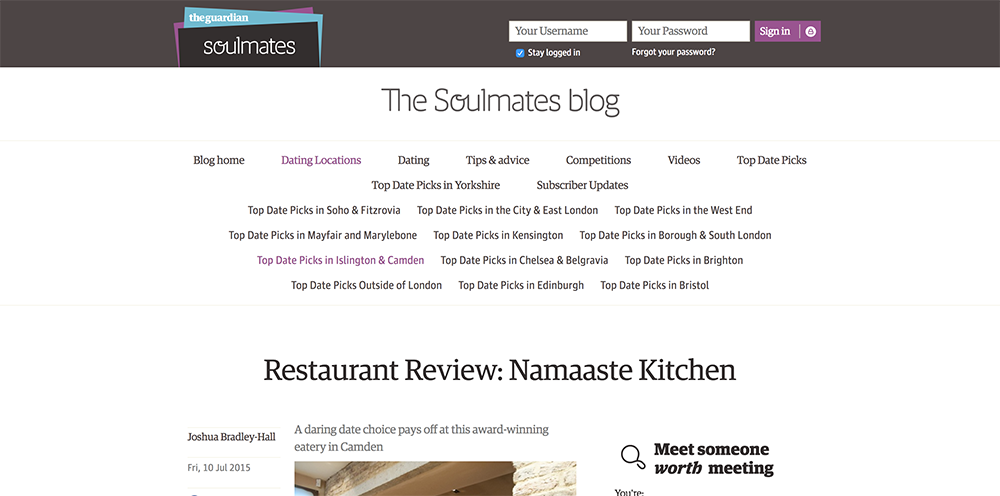 theguardian
soulmates
Your Username
Your Password
Sign in
Stay logged in
Forgot your password?
The Soulmates blog
Blog home Dating Locations Dating Tips & advice Competitions Videos Top Date Picks
Top Date Picks in Yorkshire Subscriber Updates
Top Date Picks in Soho & Fitzrovia Top Date Picks in the City & East London Top Date Picks in the West End
Top Date Picks in Mayfair and Marylebone Top Date Picks in Kensington Top Date Picks in Borough & South London
Top Date Picks in Islington & Camden Top Date Picks in Chelsea & Belgravia Top Date Picks in Brighton
Top Date Picks Outside of London Top Date Picks in Edinburgh Top Date Picks in Bristol
Restaurant Review: Namaaste Kitchen
Joshua Bradley-Hall
Fri, 10 Jul 2015
A daring date choice pays off at this award-winning
eatery in Camden
Meet someone
worth meeting
You're: